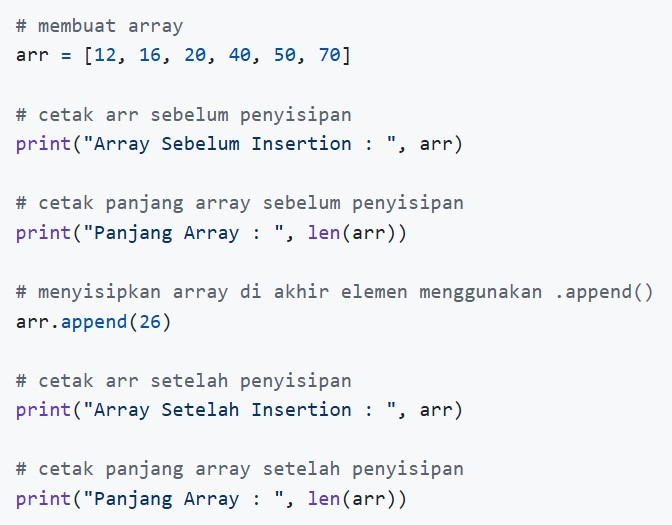 # membuat array
arr = [12, 16, 20, 40, 50, 70]
# cetak arr sebelum penyisipan
print("Array Sebelum Insertion : ", arr)
# cetak panjang array sebelum penyisipan
print("Panjang Array : ", len(arr))
# menyisipkan array di akhir elemen menggunakan .append()
arr.append(26)
# cetak arr setelah penyisipan
print("Array Setelah Insertion : ", arr)
# cetak panjang array setelah penyisipan
print("Panjang Array : ", len(arr))